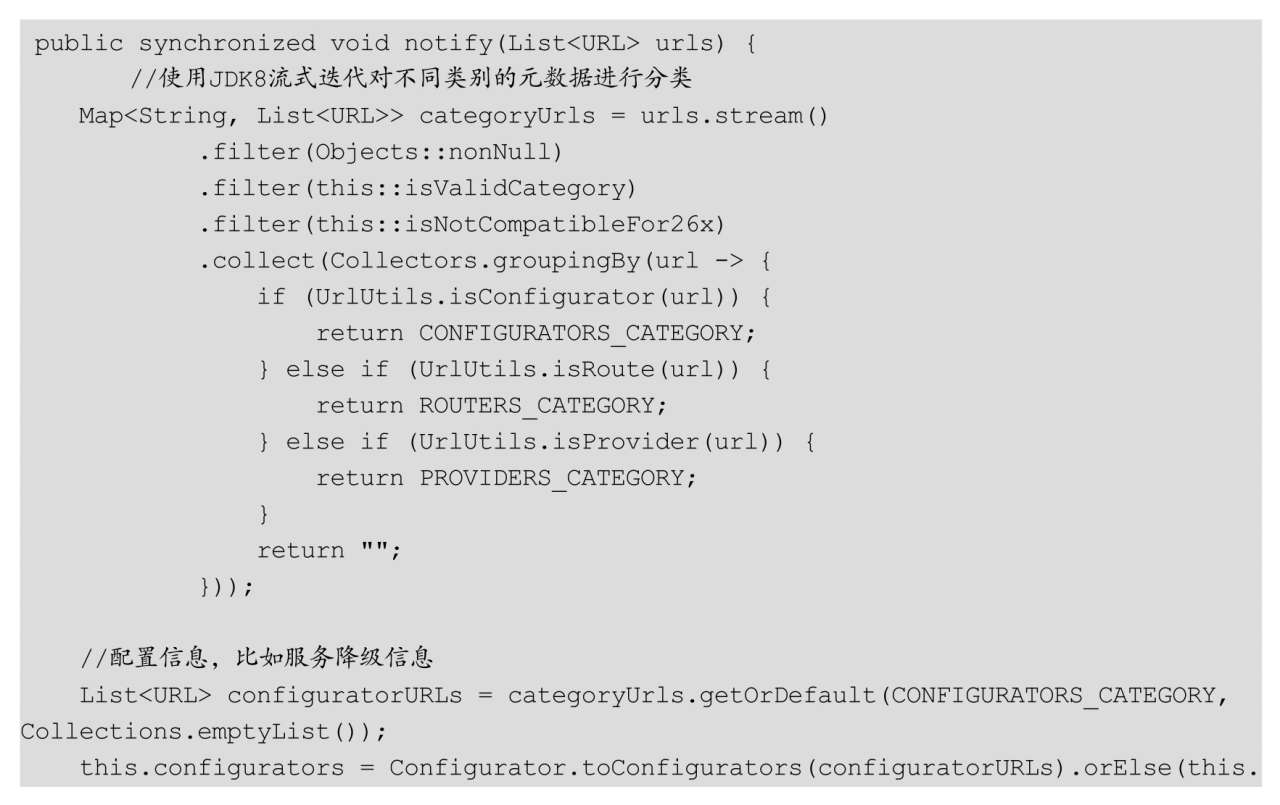 public synchronized void notify(List<URL> urls) {
//使用JDK8流式迭代对不同类别的元数据进行分类
Map<String, List<URL>> categoryUrls = urls.stream()
.filter(Objects::nonNull)
.filter(this::isValidCategory)
.filter(this::isNotCompatibleFor26x)
.collect(Collectors.groupingBy(url -> {
if (UrlUtils.isConfigurator(url)) {
return CONFIGURATORS_CATEGORY;
} else if (UrlUtils.isRoute(url)) {
return ROUTERS_CATEGORY;
} else if (UrlUtils.isProvider(url)) {
return PROVIDERS_CATEGORY;
}
return "";
}));
//配置信息，比如服务降级信息
List<URL> configuratorURLs = categoryUrls.getOrDefault(CONFIGURATORS_CATEGORY,
Collections.emptyList());
this.configurators = Configurator.toConfigurators(configuratorURLs).orElse(this.